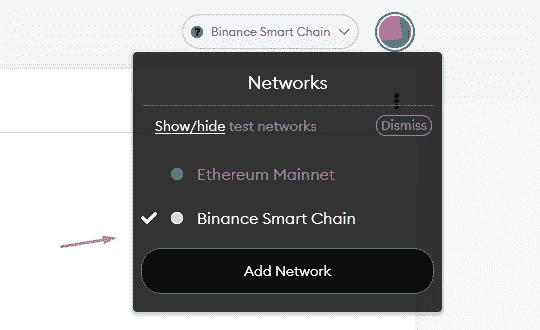 Binance Smart Chain
Networks
Show/hide test networks
Dismiss
Ethereum Mainnet
Binance Smart Chain
Add Network